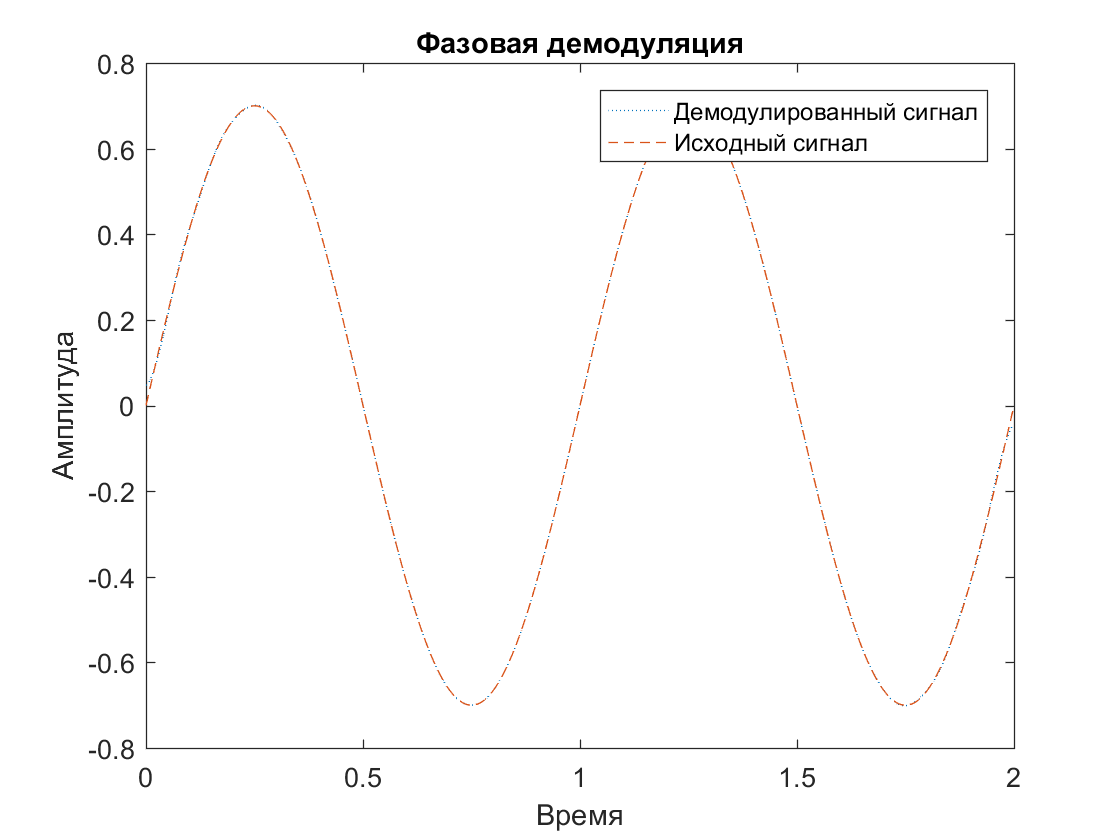 Фазовая демодуляция
Демодулированный сигнал
Исходный сигнал
Амплитуда
0.8
0.6
0.4
0.2
0
-0.2
-0.4
-0.6
-0.8
0 0.5 1 1.5 2
Время